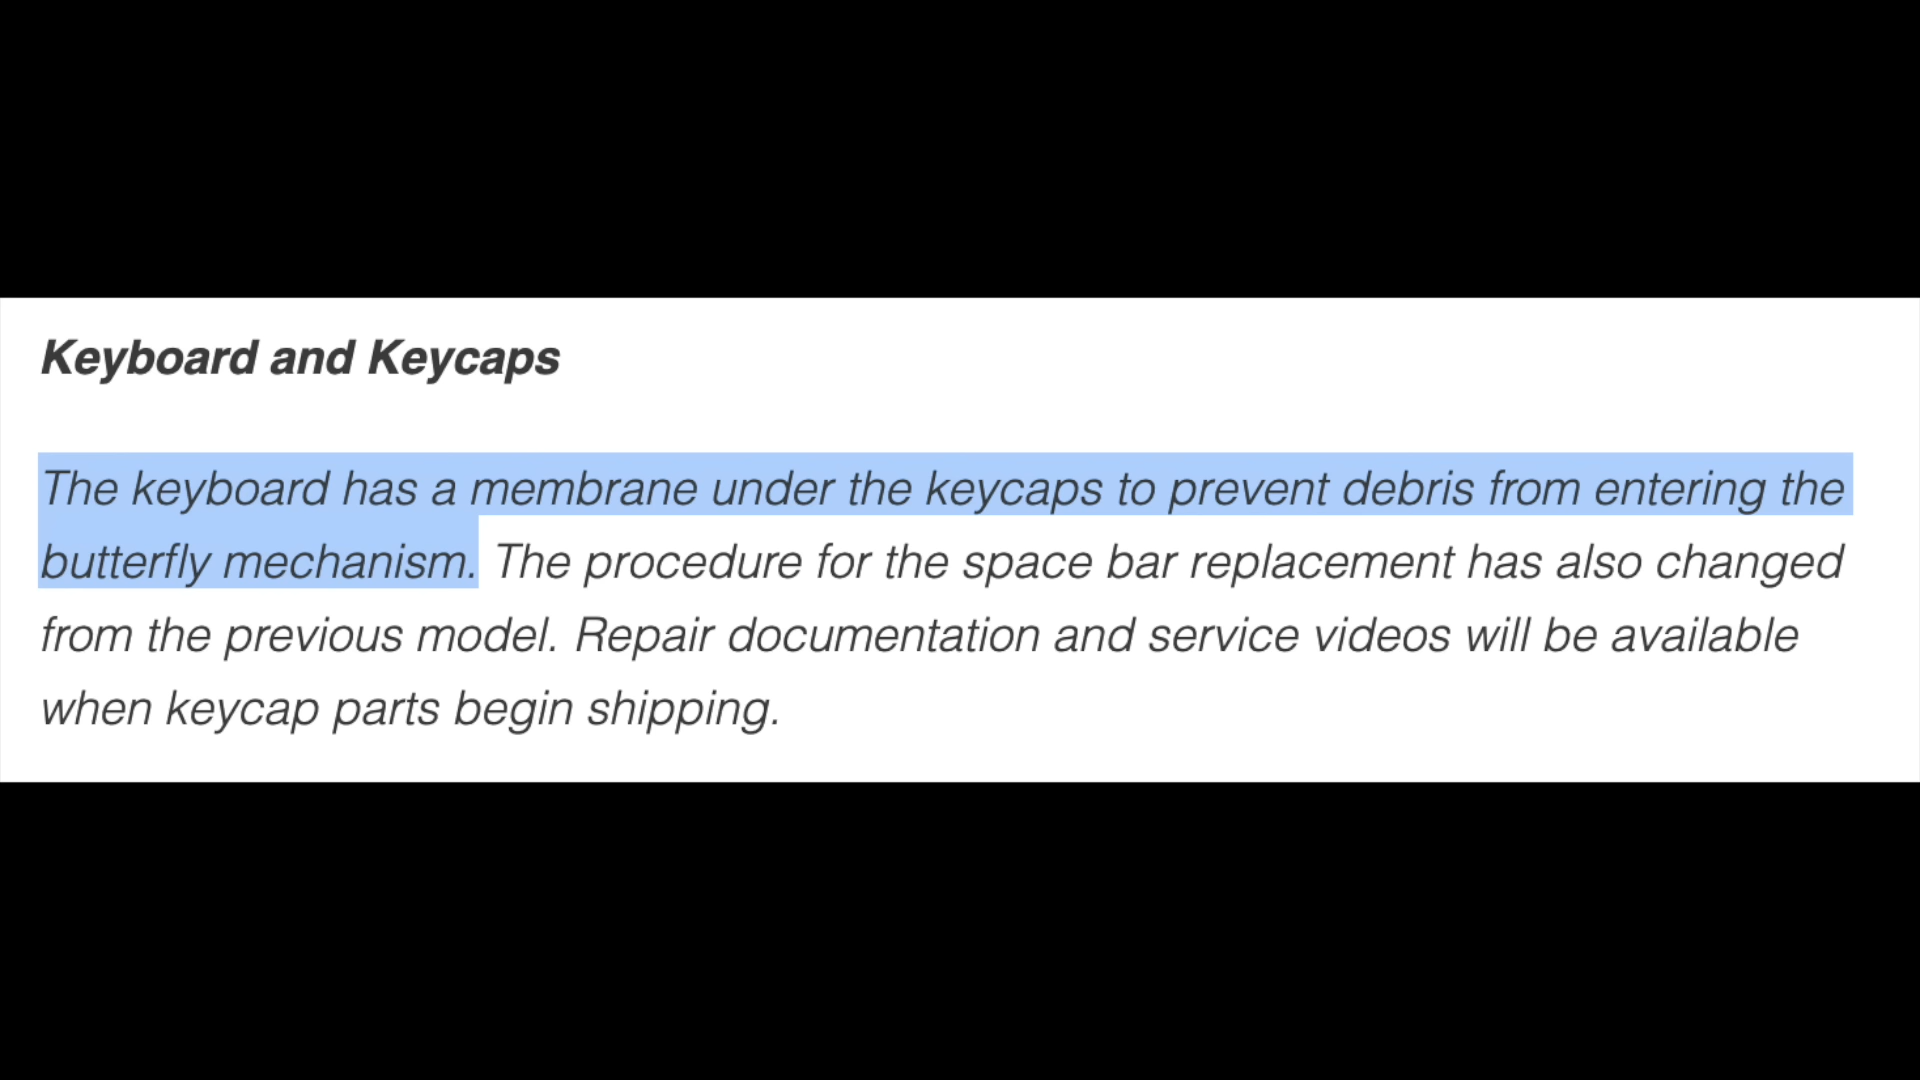 Keyboard and Keycaps
The keyboard has a membrane under the keycaps to prevent debris from entering the
butterfly mechanism. The procedure for the space bar replacement has also changed
from the previous model. Repair documentation and service videos will be available
when keycap parts begin shipping.